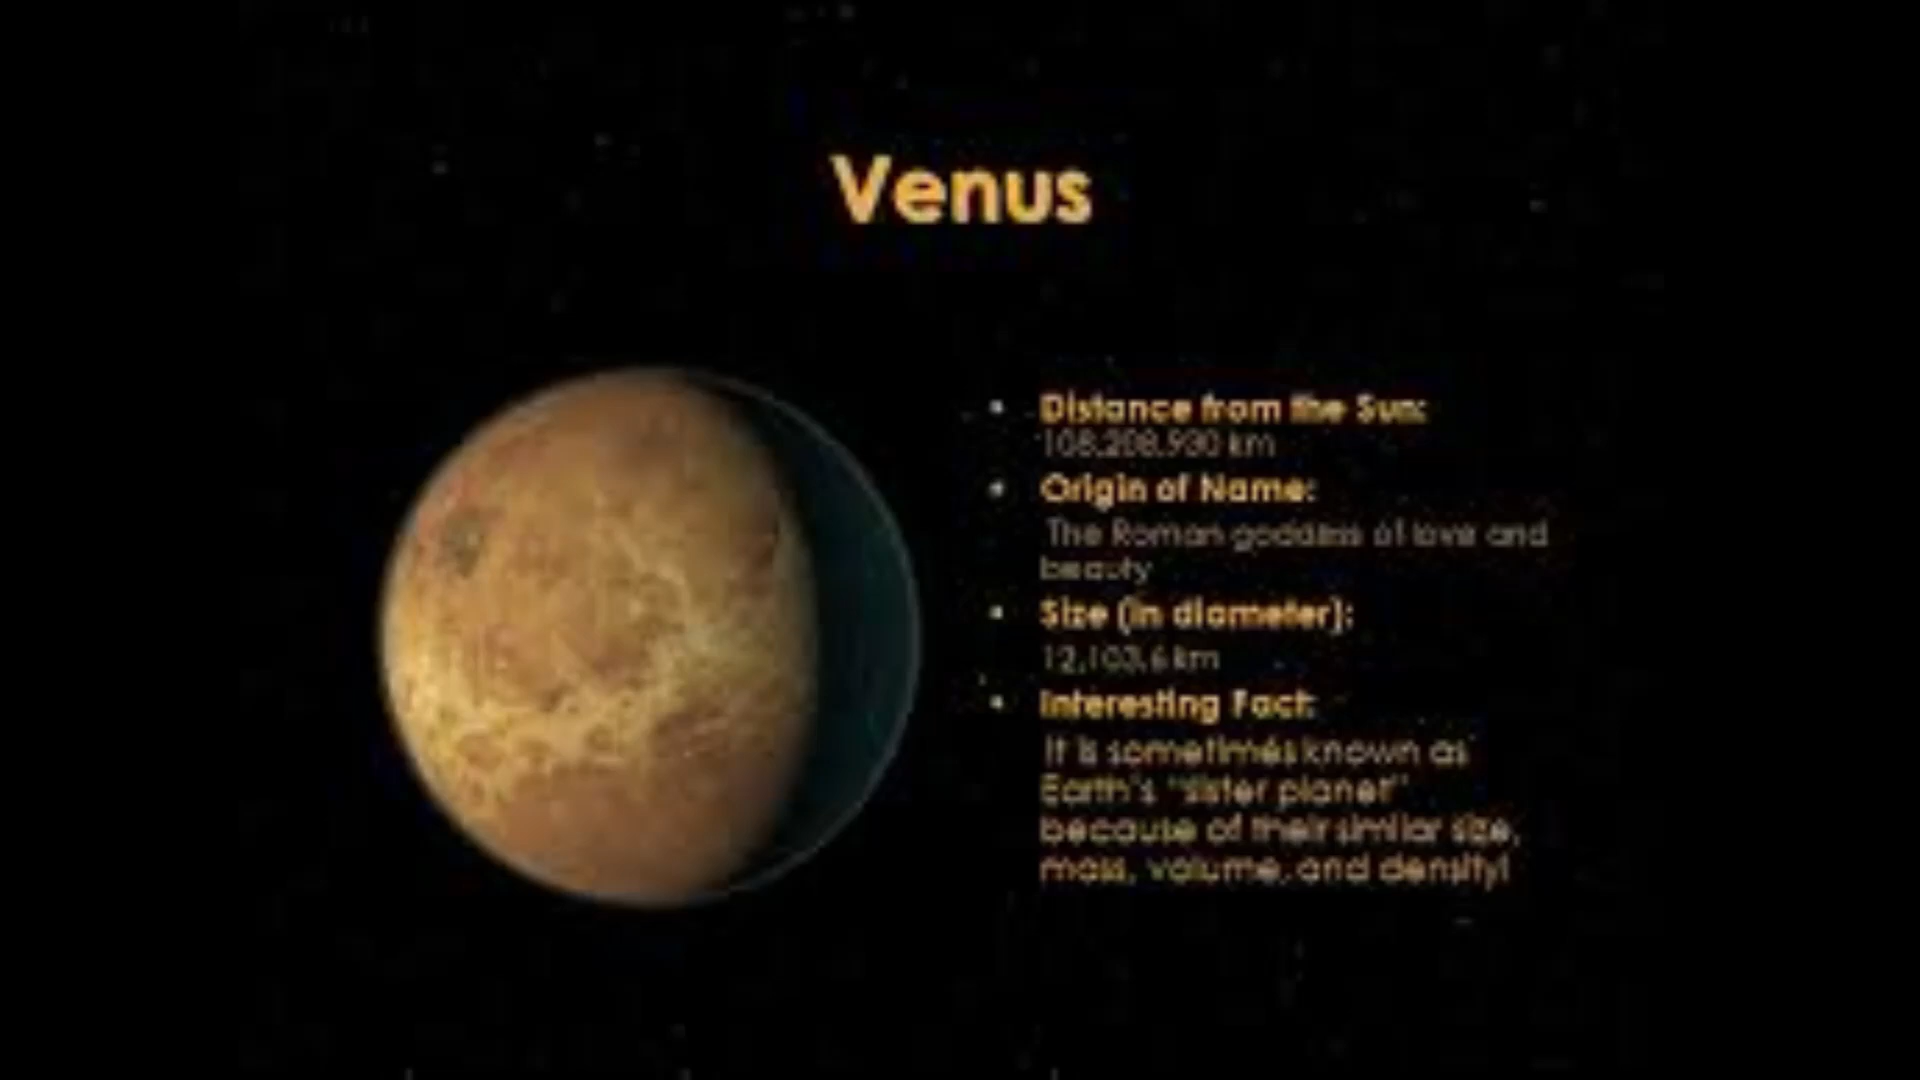 Venus
• Distance from the Sun:
108,208,930 km
• Origin of Name:
The Roman goddess of love and
beauty
• Size (in diameter):
12,103.6 km
• Interesting Fact:
It is sometimes known as
Earth's "sister planet"
because of their similar size,
mass, volume, and density!